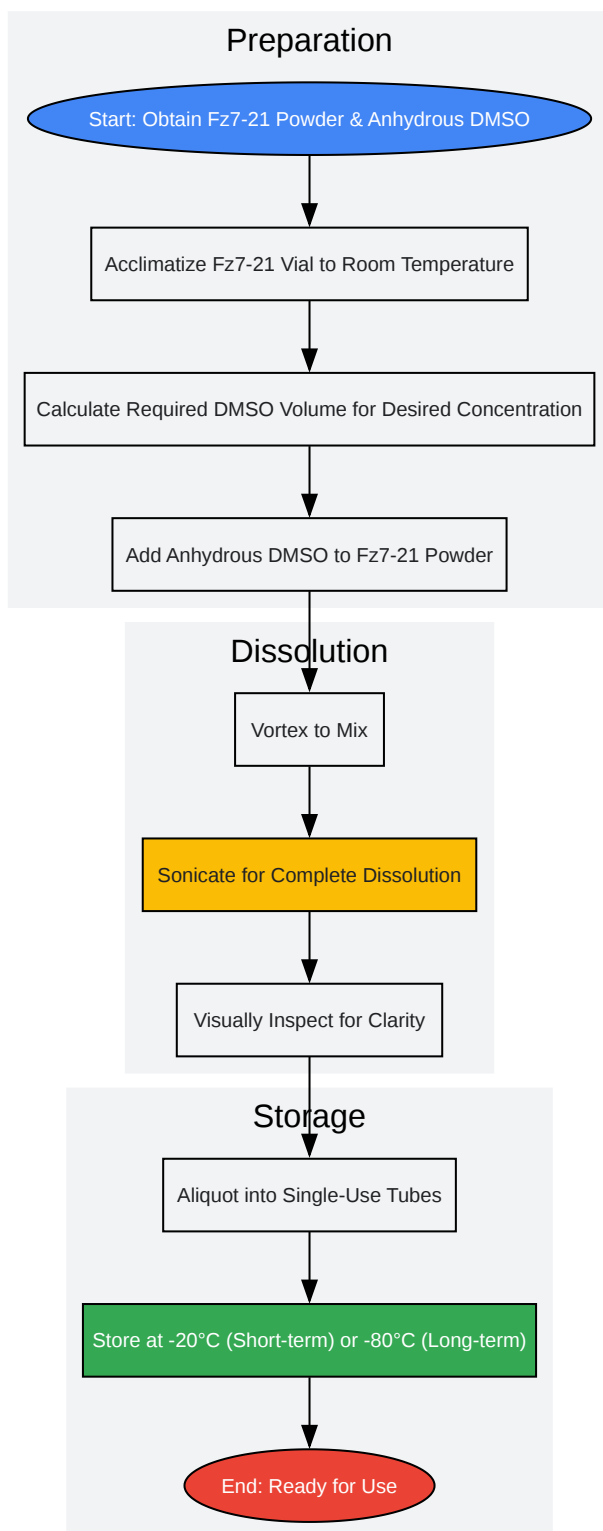 Preparation
Start: Obtain Fz7-21 Powder & Anhydrous DMSO
Acclimatize Fz7-21 Vial to Room Temperature
Calculate Required DMSO Volume for Desired Concentration
Add Anhydrous DMSO to Fz7-21 Powder
Dissolution
Vortex to Mix
Sonicate for Complete Dissolution
Visually Inspect for Clarity
Storage
Aliquot into Single-Use Tubes
Store at -20°C (Short-term) or -80°C (Long-term)
End: Ready for Use